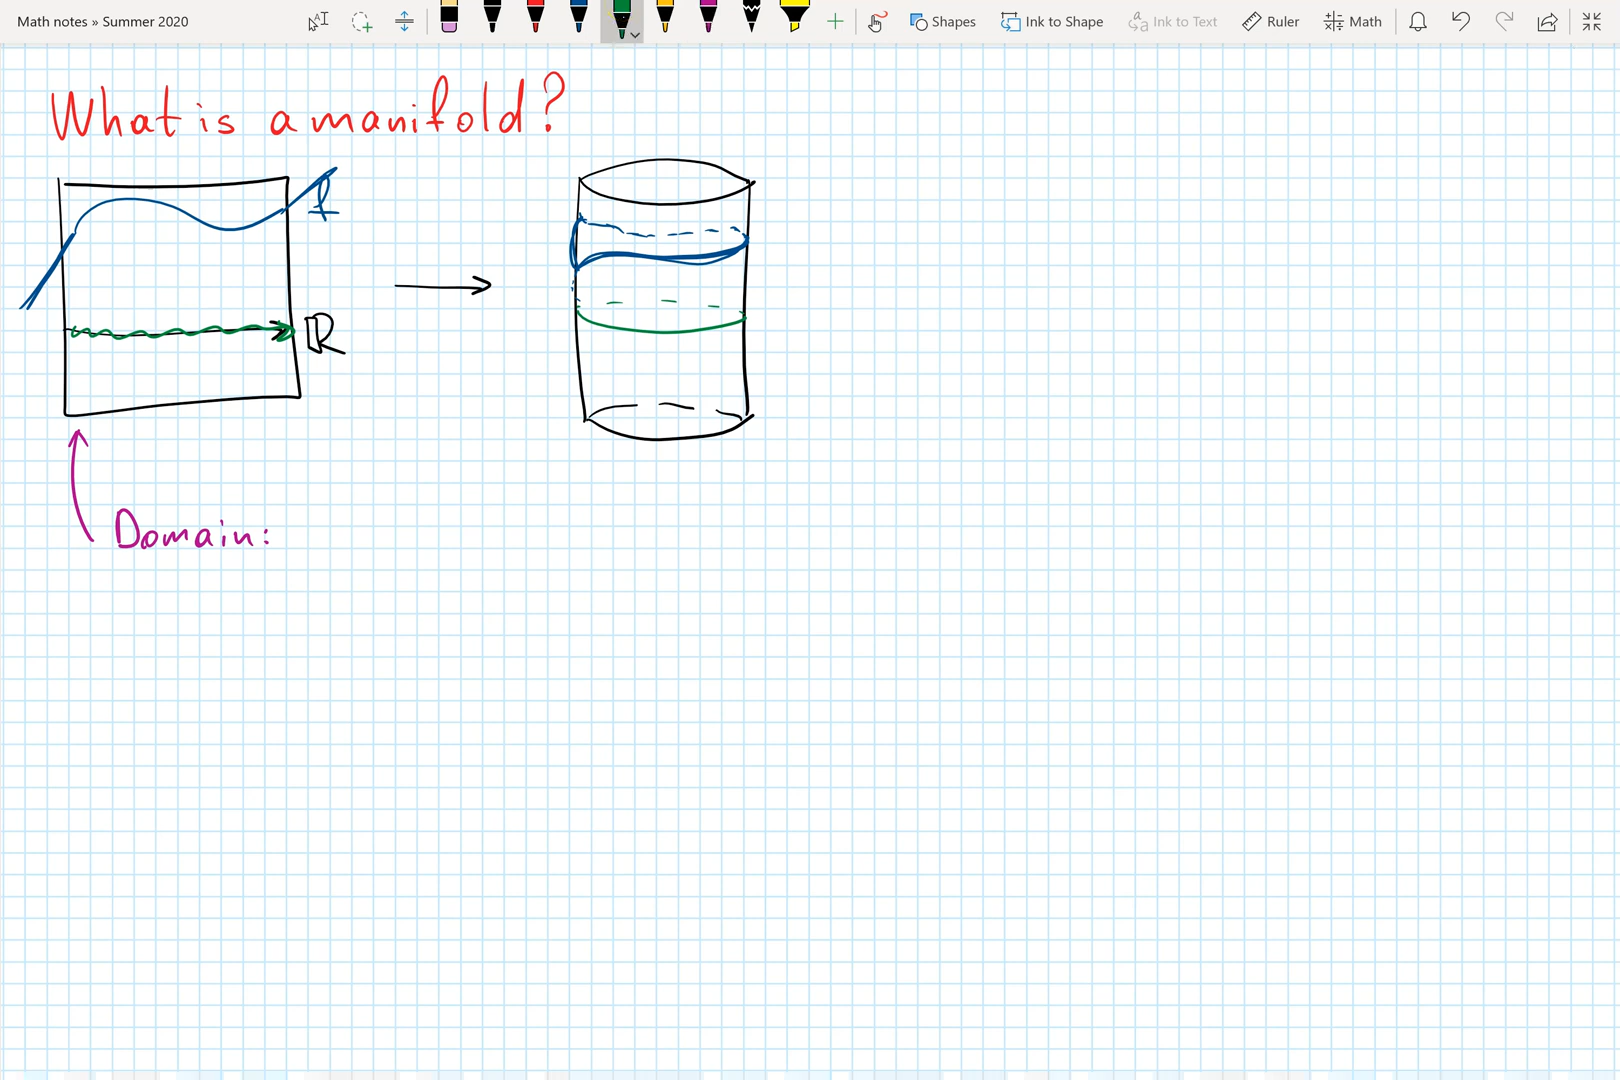 Math notes » Summer 2020
Ink to Shape
Shapes
Ink to Text
Ruler
Math
What is a manifold?
f
ℝ
Domain: